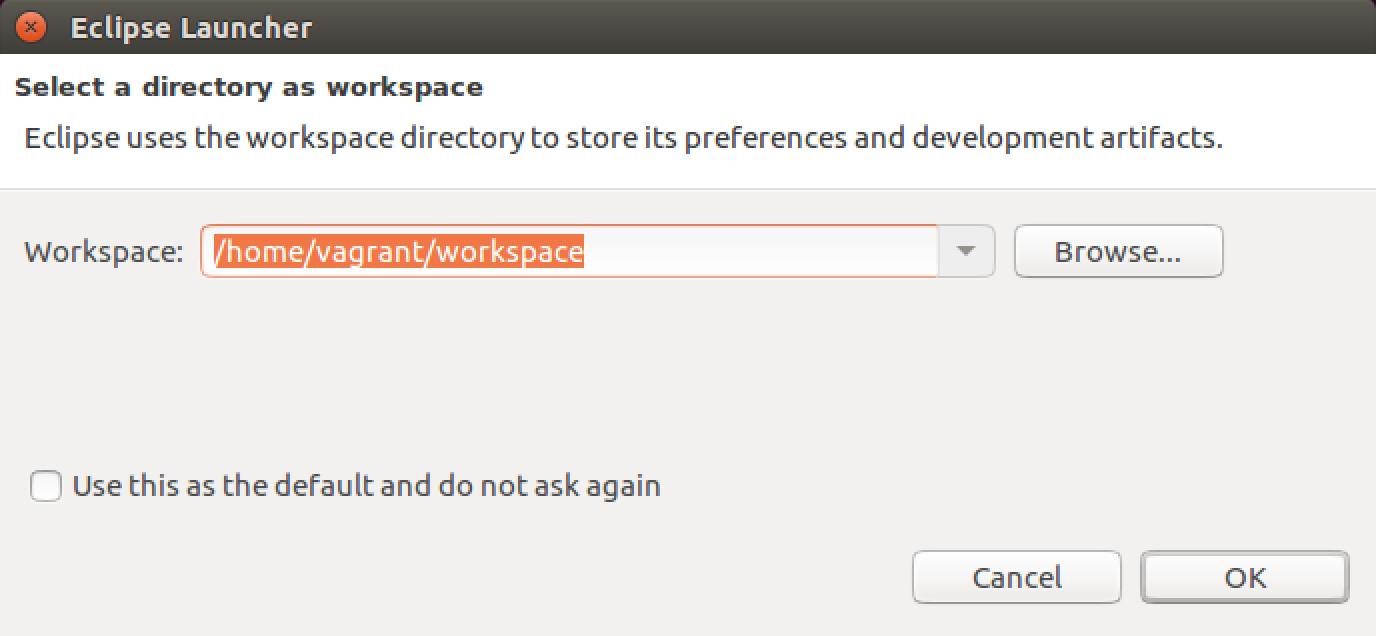 Eclipse Launcher
Select a directory as workspace
Eclipse uses the workspace directory to store its preferences and development artifacts.
Workspace: /home/vagrant/workspace Browse...
Use this as the default and do not ask again
Cancel OK